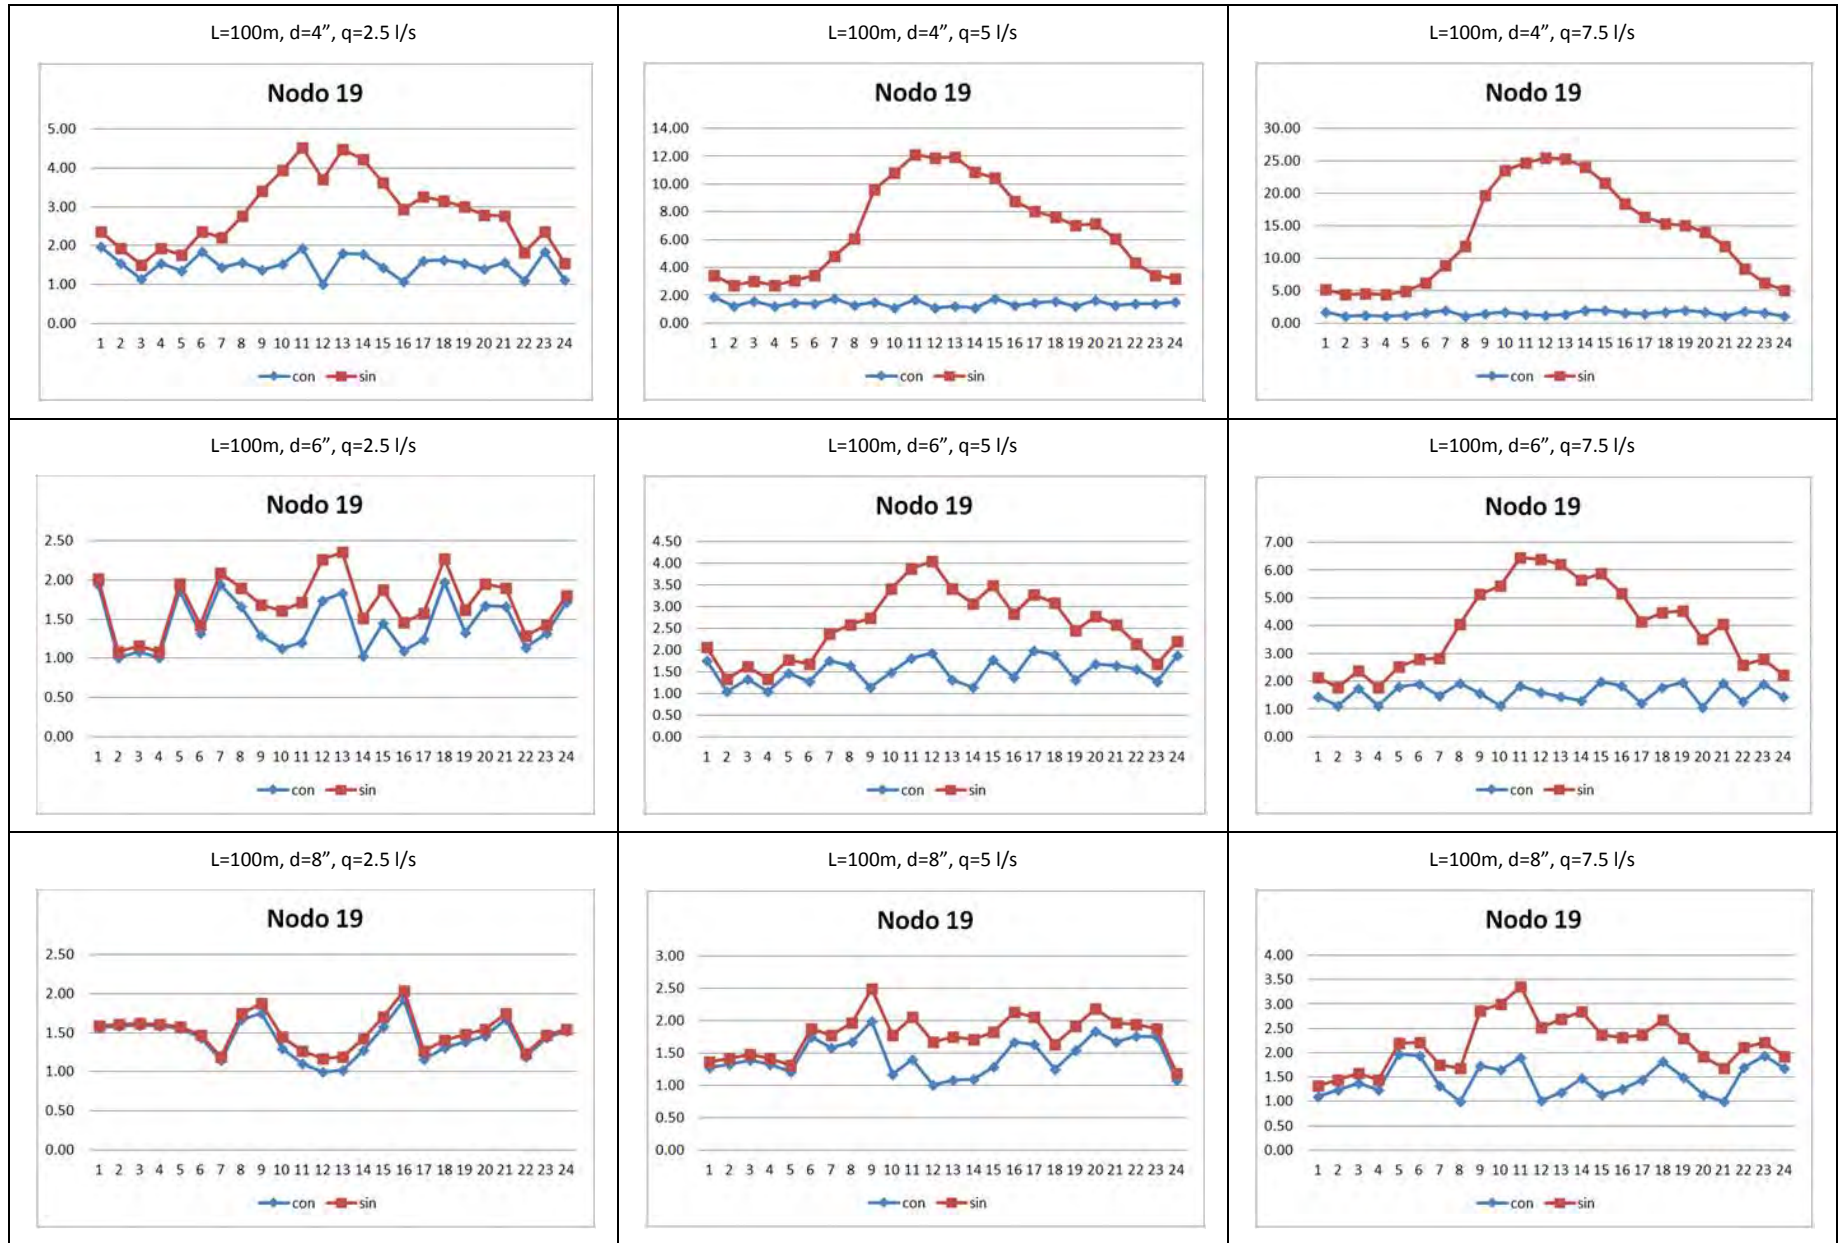 L=100m, d=4”, q=2.5 l/s
Nodo 19
5.00
4.00
3.00
2.00
1.00
0.00
1 2 3 4 5 6 7 8 9 10 11 12 13 14 15 16 17 18 19 20 21 22 23 24
con sin
L=100m, d=4”, q=5 l/s
Nodo 19
14.00
12.00
10.00
8.00
6.00
4.00
2.00
0.00
1 2 3 4 5 6 7 8 9 10 11 12 13 14 15 16 17 18 19 20 21 22 23 24
con sin
L=100m, d=4”, q=7.5 l/s
Nodo 19
30.00
25.00
20.00
15.00
10.00
5.00
0.00
1 2 3 4 5 6 7 8 9 10 11 12 13 14 15 16 17 18 19 20 21 22 23 24
con sin
L=100m, d=6”, q=2.5 l/s
Nodo 19
2.50
2.00
1.50
1.00
0.50
0.00
1 2 3 4 5 6 7 8 9 10 11 12 13 14 15 16 17 18 19 20 21 22 23 24
con sin
L=100m, d=6”, q=5 l/s
Nodo 19
4.50
4.00
3.50
3.00
2.50
2.00
1.50
1.00
0.50
0.00
1 2 3 4 5 6 7 8 9 10 11 12 13 14 15 16 17 18 19 20 21 22 23 24
con sin
L=100m, d=6”, q=7.5 l/s
Nodo 19
7.00
6.00
5.00
4.00
3.00
2.00
1.00
0.00
1 2 3 4 5 6 7 8 9 10 11 12 13 14 15 16 17 18 19 20 21 22 23 24
con sin
L=100m, d=8”, q=2.5 l/s
Nodo 19
2.50
2.00
1.50
1.00
0.50
0.00
1 2 3 4 5 6 7 8 9 10 11 12 13 14 15 16 17 18 19 20 21 22 23 24
con sin
L=100m, d=8”, q=5 l/s
Nodo 19
3.00
2.50
2.00
1.50
1.00
0.50
0.00
1 2 3 4 5 6 7 8 9 10 11 12 13 14 15 16 17 18 19 20 21 22 23 24
con sin
L=100m, d=8”, q=7.5 l/s
Nodo 19
4.00
3.50
3.00
2.50
2.00
1.50
1.00
0.50
0.00
1 2 3 4 5 6 7 8 9 10 11 12 13 14 15 16 17 18 19 20 21 22 23 24
con sin